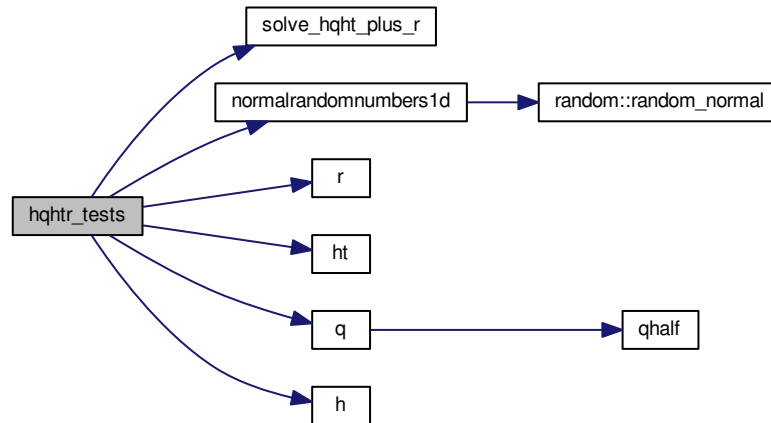 solve_hqht_plus_r
normalrandomnumbers1d
random::random_normal
r
hqhtr_tests
ht
q
qhalf
h